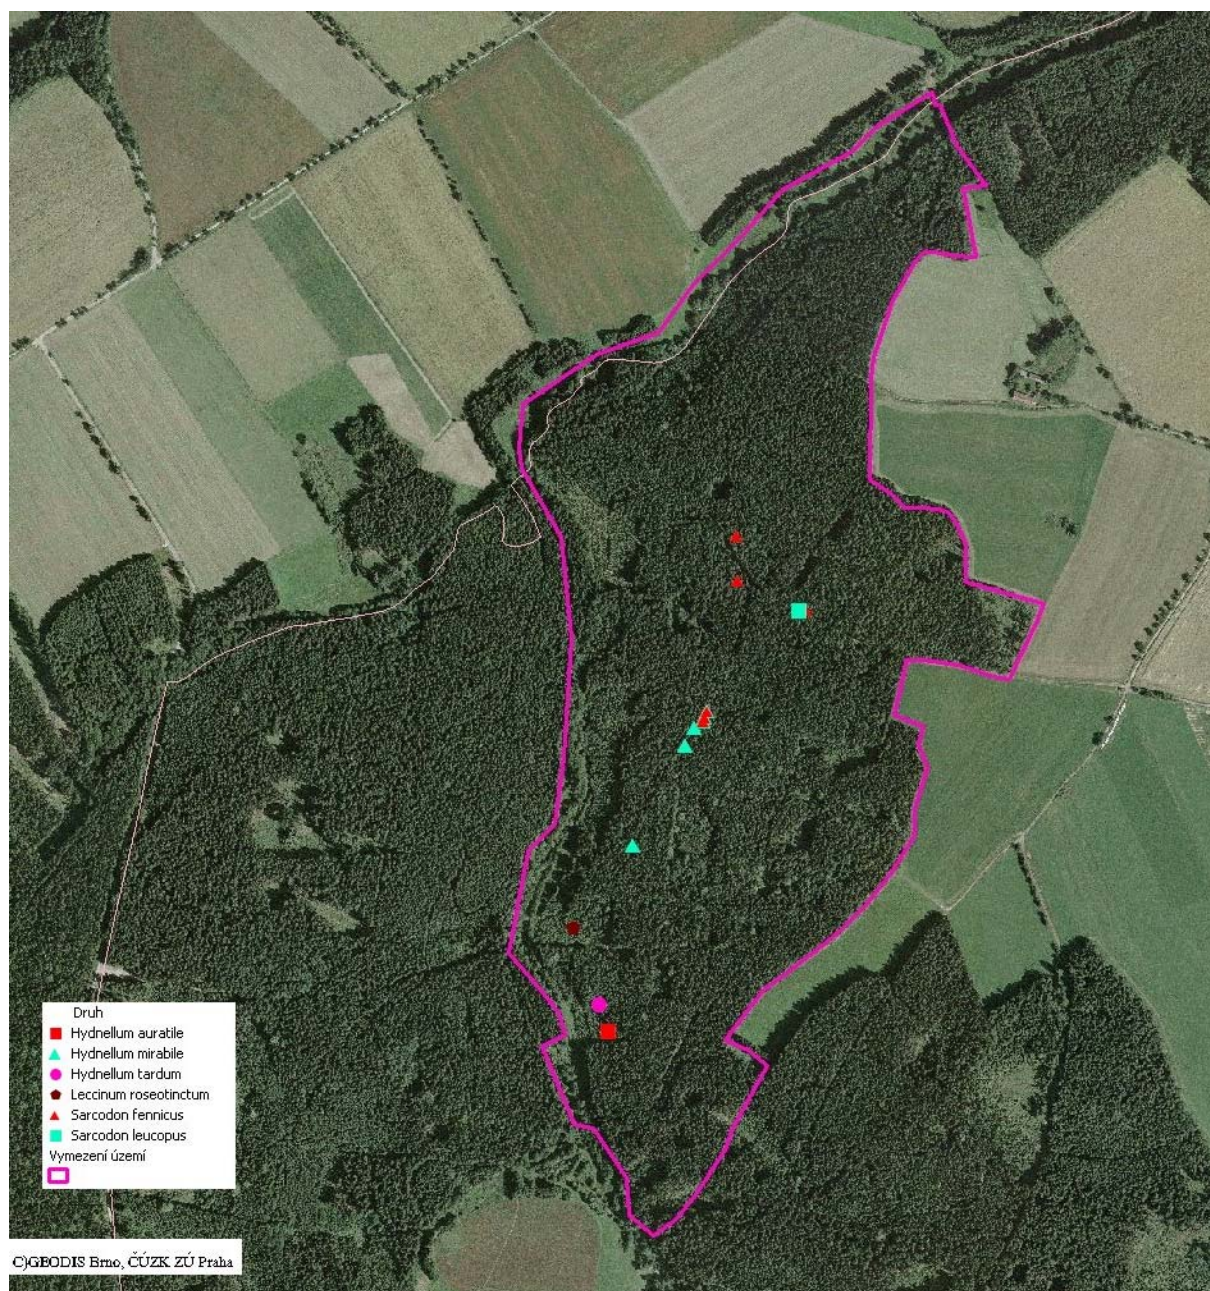 Druh
Hydnellum auratile
Hydnellum mirabile
Hydnellum tardum
Leccinum roseotinctum
Sarcodon fennicus
Sarcodon leucopus
Vymezení území
C)GEODIS Brno, ČÚZK ZÚ Praha